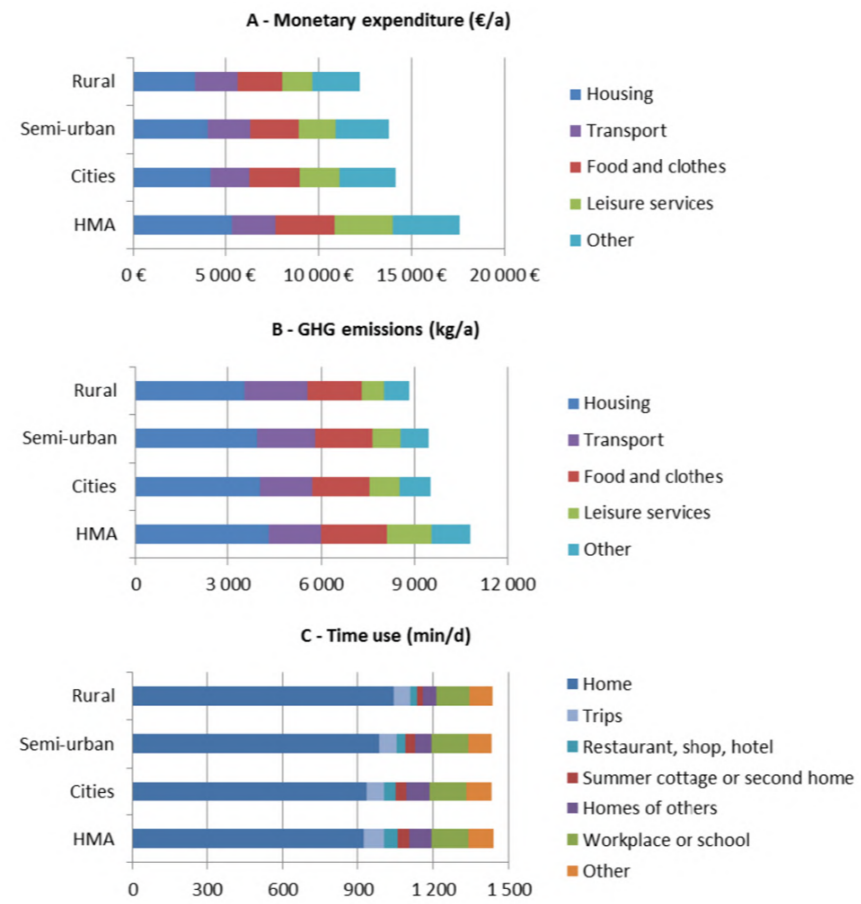 A - Monetary expenditure (€/a)
Rural
Semi-urban
Cities
HMA
0 €
5 000 €
10 000 €
15 000 €
20 000 €
Housing
Transport
Food and clothes
Leisure services
Other
B - GHG emissions (kg/a)
Rural
Semi-urban
Cities
HMA
0
3 000
6 000
9 000
12 000
Housing
Transport
Food and clothes
Leisure services
Other
C - Time use (min/d)
Rural
Semi-urban
Cities
HMA
0
300
600
900
1 200
1 500
Home
Trips
Restaurant, shop, hotel
Summer cottage or second home
Homes of others
Workplace or school
Other